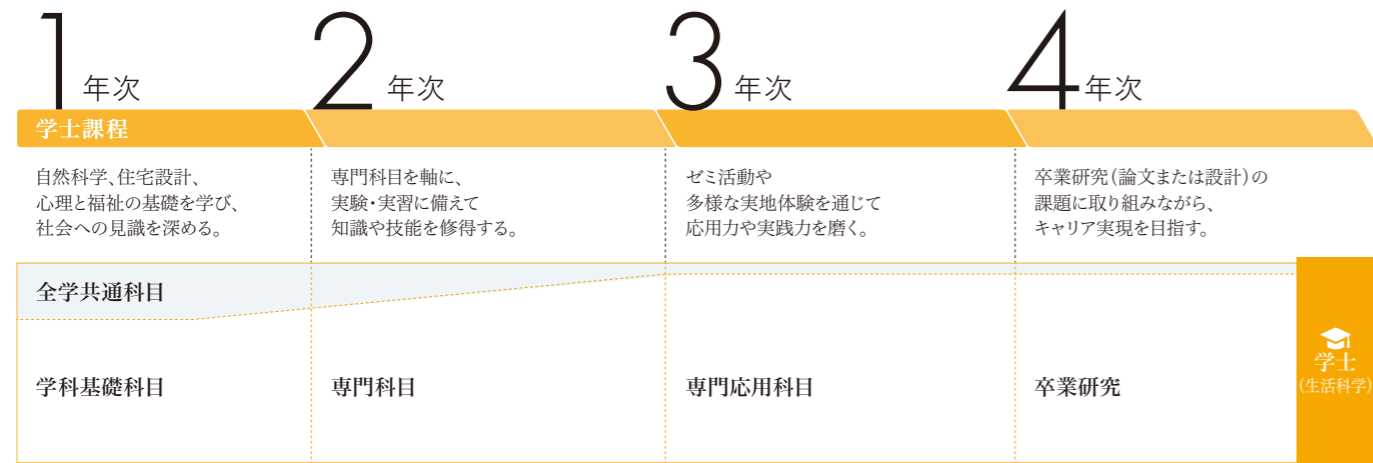 1年次
2年次
3年次
4年次
学士課程
自然科学、住宅設計、
心理と福祉の基礎を学び、
社会への見識を深める。
専門科目を軸に、
実験・実習に備えて
知識や技能を修得する。
ゼミ活動や
多様な実地体験を通じて
応用力や実践力を磨く。
卒業研究(論文または設計)の
課題に取り組みながら、
キャリア実現を目指す。
全学共通科目
学科基礎科目
専門科目
専門応用科目
卒業研究
学士
(生活科学)